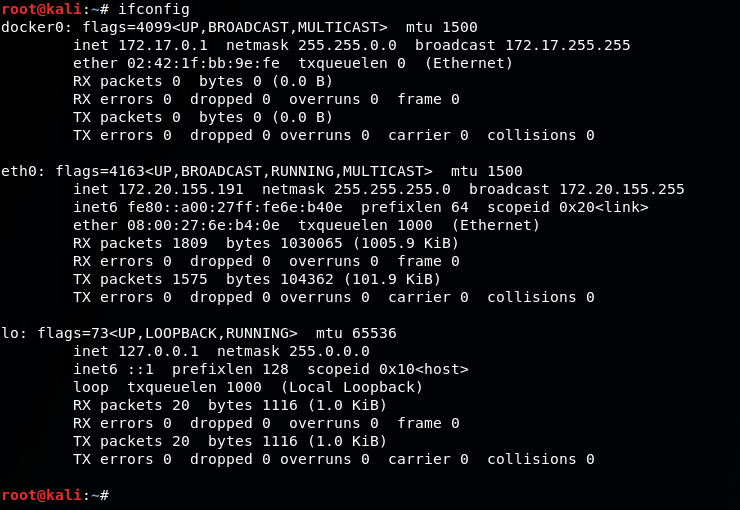 root@kali:~# ifconfig
docker0: flags=4099<UP,BROADCAST,MULTICAST>  mtu 1500
        inet 172.17.0.1  netmask 255.255.0.0  broadcast 172.17.255.255
        ether 02:42:1f:bb:9e:fe  txqueuelen 0  (Ethernet)
        RX packets 0  bytes 0 (0.0 B)
        RX errors 0  dropped 0  overruns 0  frame 0
        TX packets 0  bytes 0 (0.0 B)
        TX errors 0  dropped 0 overruns 0  carrier 0  collisions 0

eth0: flags=4163<UP,BROADCAST,RUNNING,MULTICAST>  mtu 1500
        inet 172.20.155.191  netmask 255.255.255.0  broadcast 172.20.155.255
        inet6 fe80::a00:27ff:fe6e:b40e  prefixlen 64  scopeid 0x20<link>
        ether 08:00:27:6e:b4:0e  txqueuelen 1000  (Ethernet)
        RX packets 1809  bytes 1030065 (1005.9 KiB)
        RX errors 0  dropped 0  overruns 0  frame 0
        TX packets 1575  bytes 104362 (101.9 KiB)
        TX errors 0  dropped 0 overruns 0  carrier 0  collisions 0

lo: flags=73<UP,LOOPBACK,RUNNING>  mtu 65536
        inet 127.0.0.1  netmask 255.0.0.0
        inet6 ::1  prefixlen 128  scopeid 0x10<host>
        loop  txqueuelen 1000  (Local Loopback)
        RX packets 20  bytes 1116 (1.0 KiB)
        RX errors 0  dropped 0  overruns 0  frame 0
        TX packets 20  bytes 1116 (1.0 KiB)
        TX errors 0  dropped 0 overruns 0  carrier 0  collisions 0

root@kali:~#